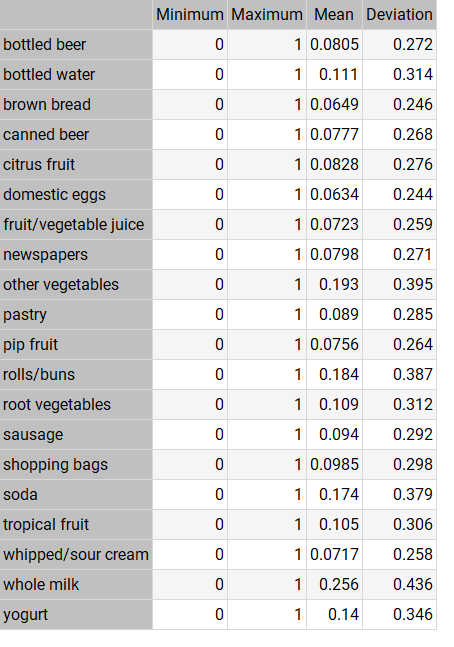 Minimum Maximum Mean Deviation
bottled beer 0 1 0.0805 0.272
bottled water 0 1 0.111 0.314
brown bread 0 1 0.0649 0.246
canned beer 0 1 0.0777 0.268
citrus fruit 0 1 0.0828 0.276
domestic eggs 0 1 0.0634 0.244
fruit/vegetable juice 0 1 0.0723 0.259
newspapers 0 1 0.0798 0.271
other vegetables 0 1 0.193 0.395
pastry 0 1 0.089 0.285
pip fruit 0 1 0.0756 0.264
rolls/buns 0 1 0.184 0.387
root vegetables 0 1 0.109 0.312
sausage 0 1 0.094 0.292
shopping bags 0 1 0.0985 0.298
soda 0 1 0.174 0.379
tropical fruit 0 1 0.105 0.306
whipped/sour cream 0 1 0.0717 0.258
whole milk 0 1 0.256 0.436
yogurt 0 1 0.14 0.346